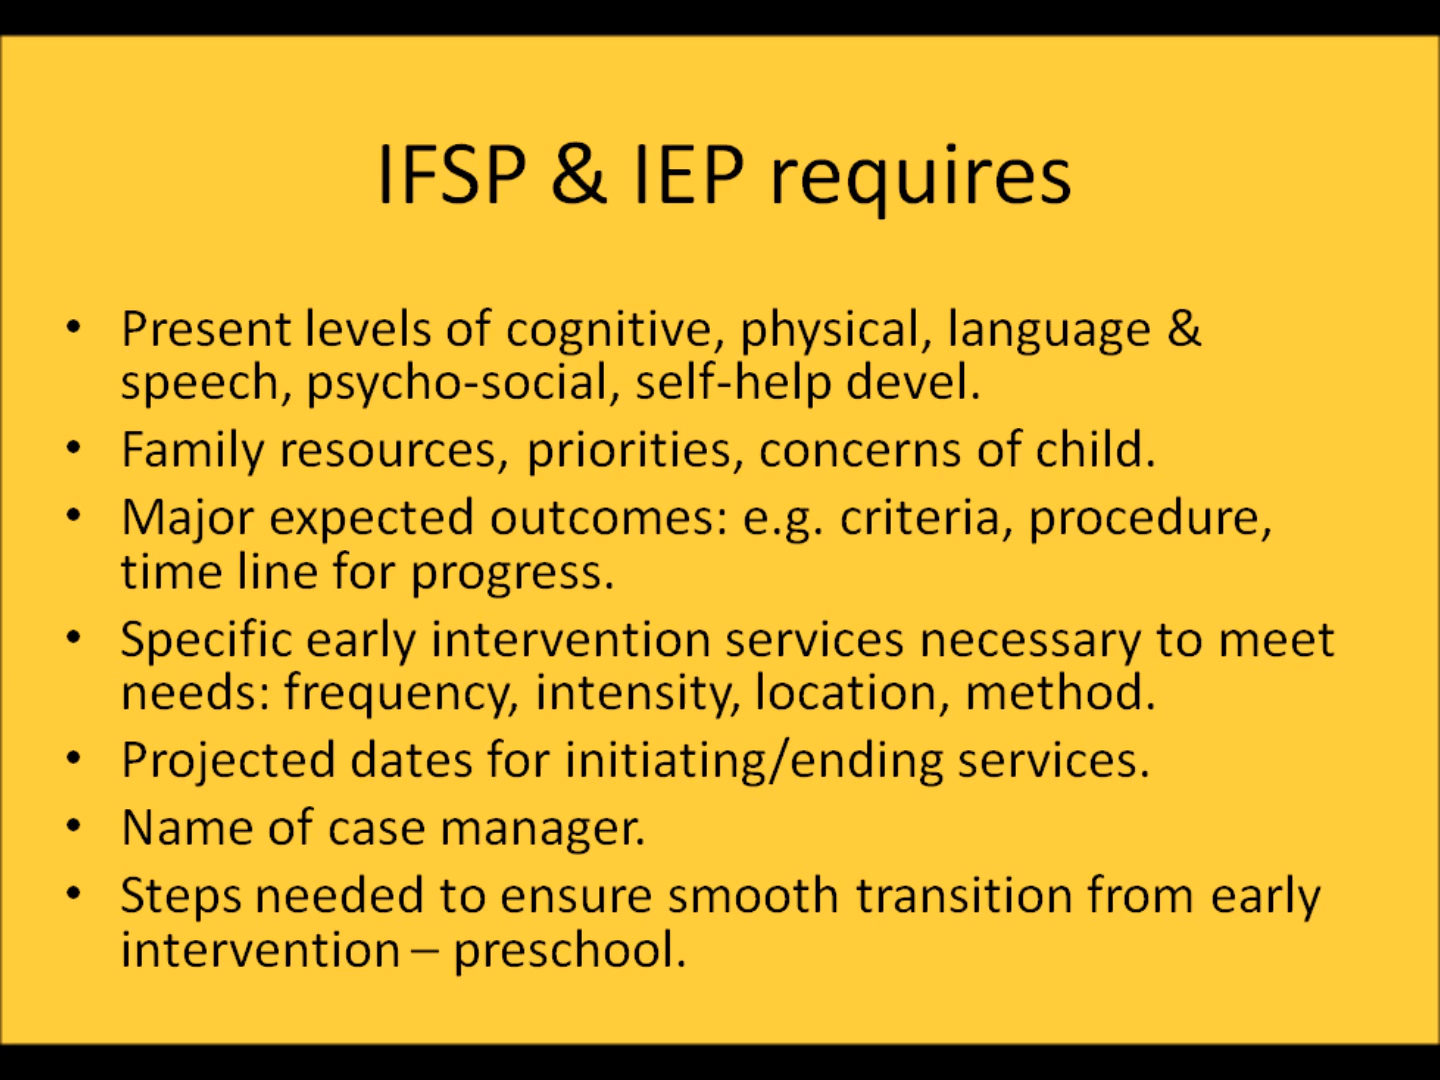 IFSP & IEP requires
• Present levels of cognitive, physical, language &
speech, psycho-social, self-help devel.
• Family resources, priorities, concerns of child.
• Major expected outcomes: e.g. criteria, procedure,
time line for progress.
• Specific early intervention services necessary to meet
needs: frequency, intensity, location, method.
• Projected dates for initiating/ending services.
• Name of case manager.
• Steps needed to ensure smooth transition from early
intervention – preschool.